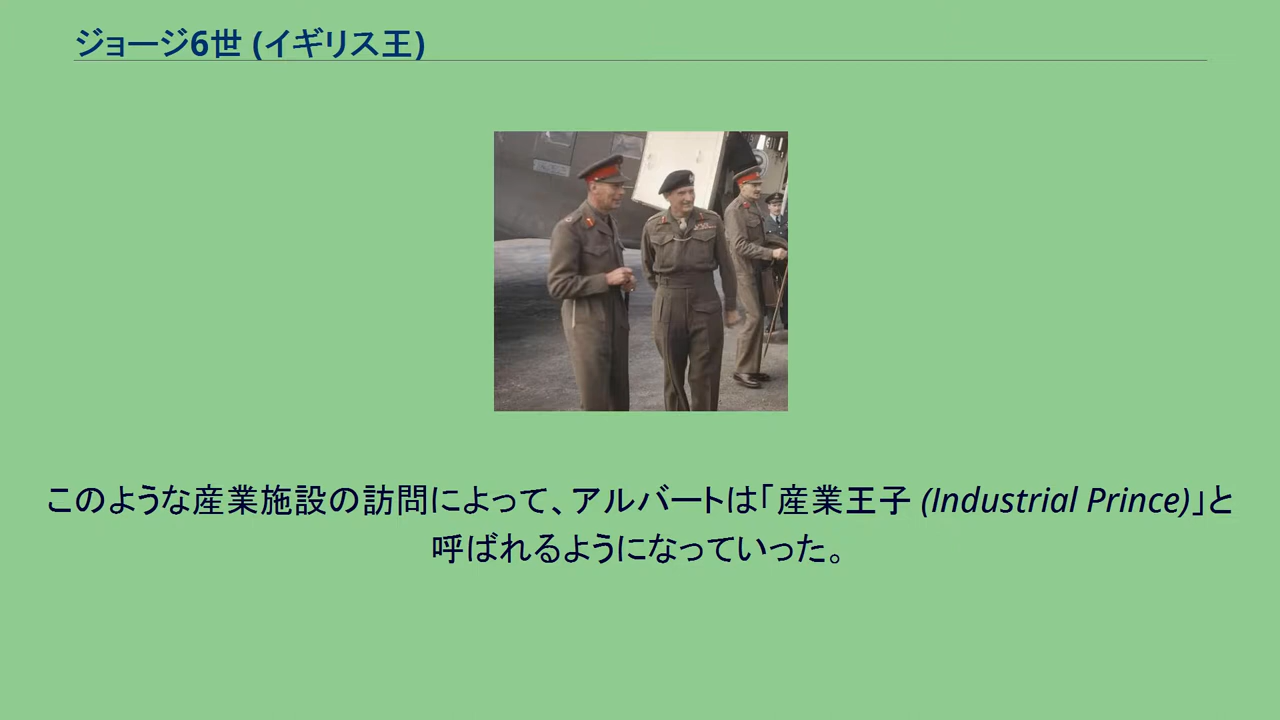 ジョージ6世 (イギリス王)
このような産業施設の訪問によって、アルバートは「産業王子 (Industrial Prince)」と
呼ばれるようになっていった。